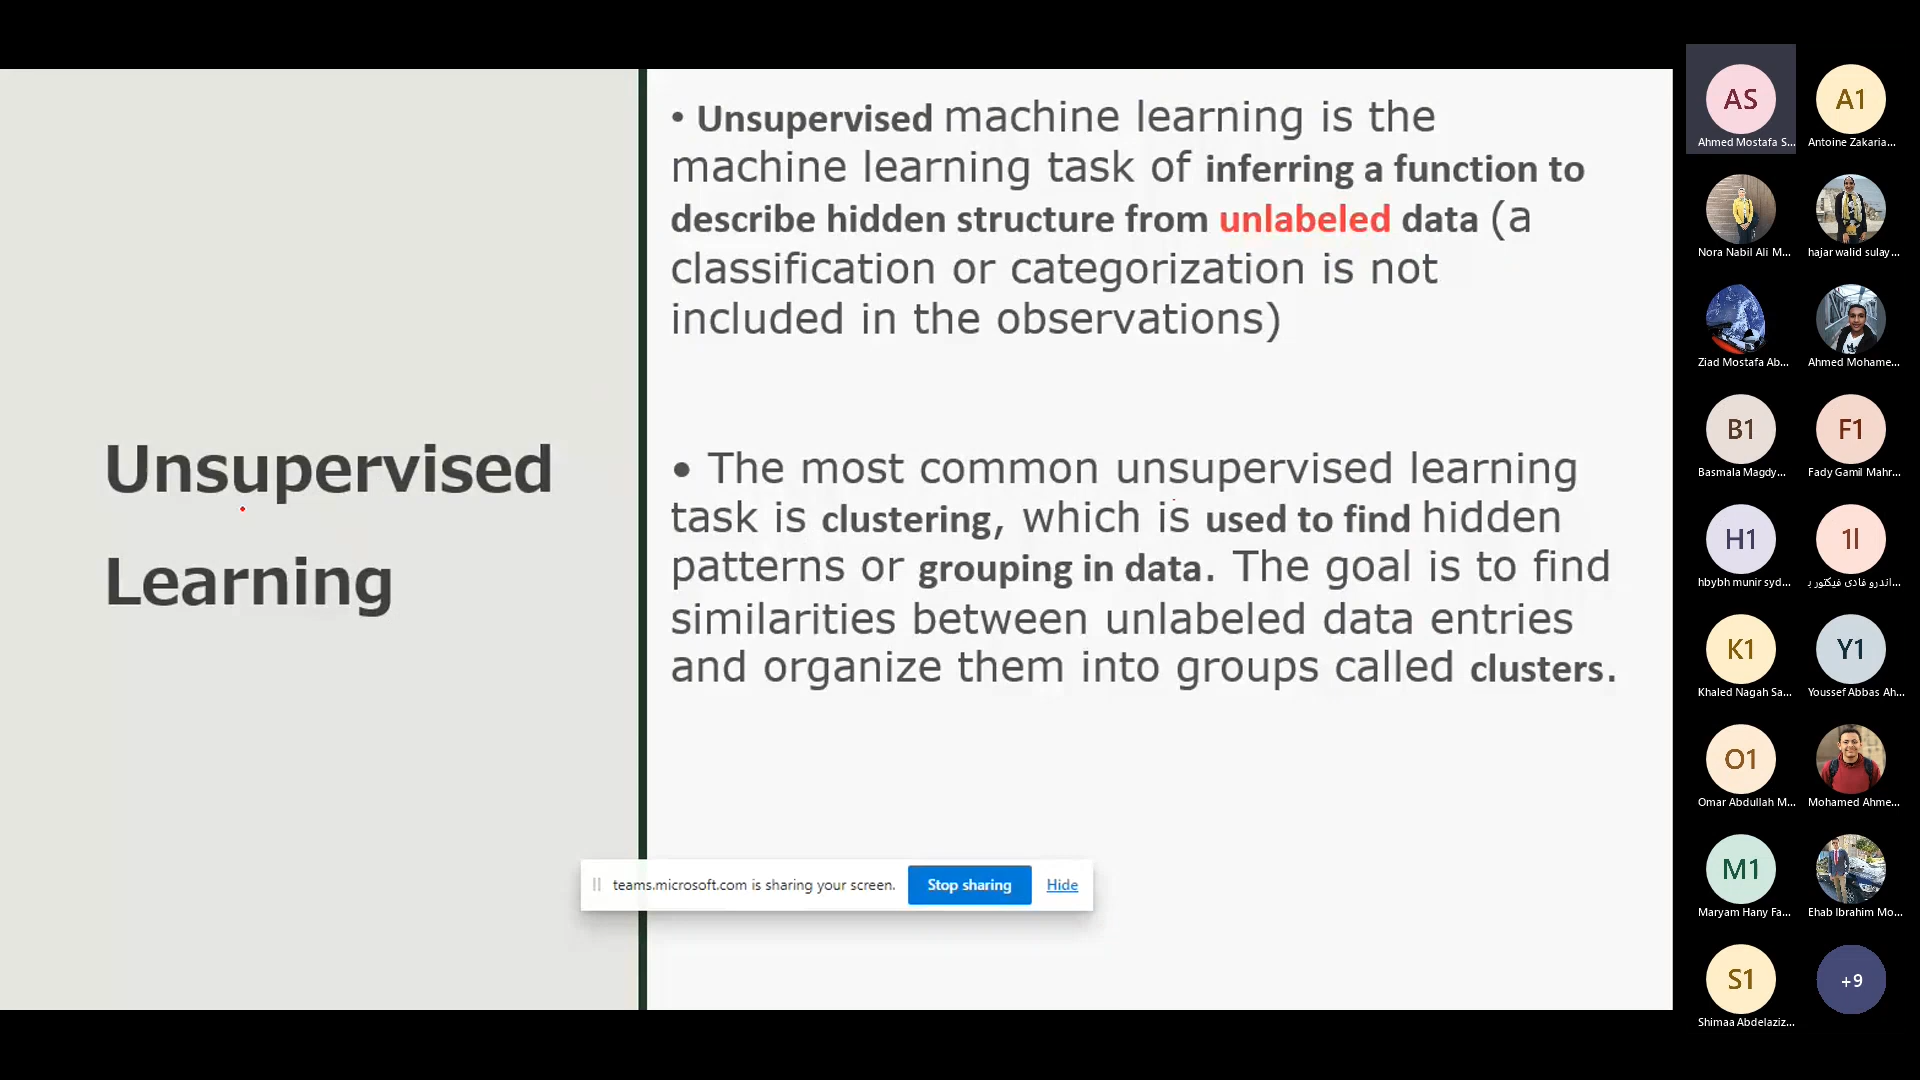 Unsupervised
Learning
• Unsupervised machine learning is the
machine learning task of inferring a function to
describe hidden structure from unlabeled data (a
classification or categorization is not
included in the observations)
• The most common unsupervised learning
task is clustering, which is used to find hidden
patterns or grouping in data. The goal is to find
similarities between unlabeled data entries
and organize them into groups called clusters.
teams.microsoft.com is sharing your screen. Stop sharing Hide
AS A1
Ahmed Mostafa S... Antoine Zakaria...
Nora Nabil Ali M... hajar walid sulay...
Ziad Mostafa Ab... Ahmed Mohame...
B1 F1
Basmala Magdy... Fady Gamil Mahr...
H1 1ا
hbybh munir syd... اندرو فادى فيكتور ب...
K1 Y1
Khaled Nagah Sa... Youssef Abbas Ah...
O1
Omar Abdullah M... Mohamed Ahme...
M1
Maryam Hany Fa... Ehab Ibrahim Mo...
S1 +9
Shimaa Abdelaziz...